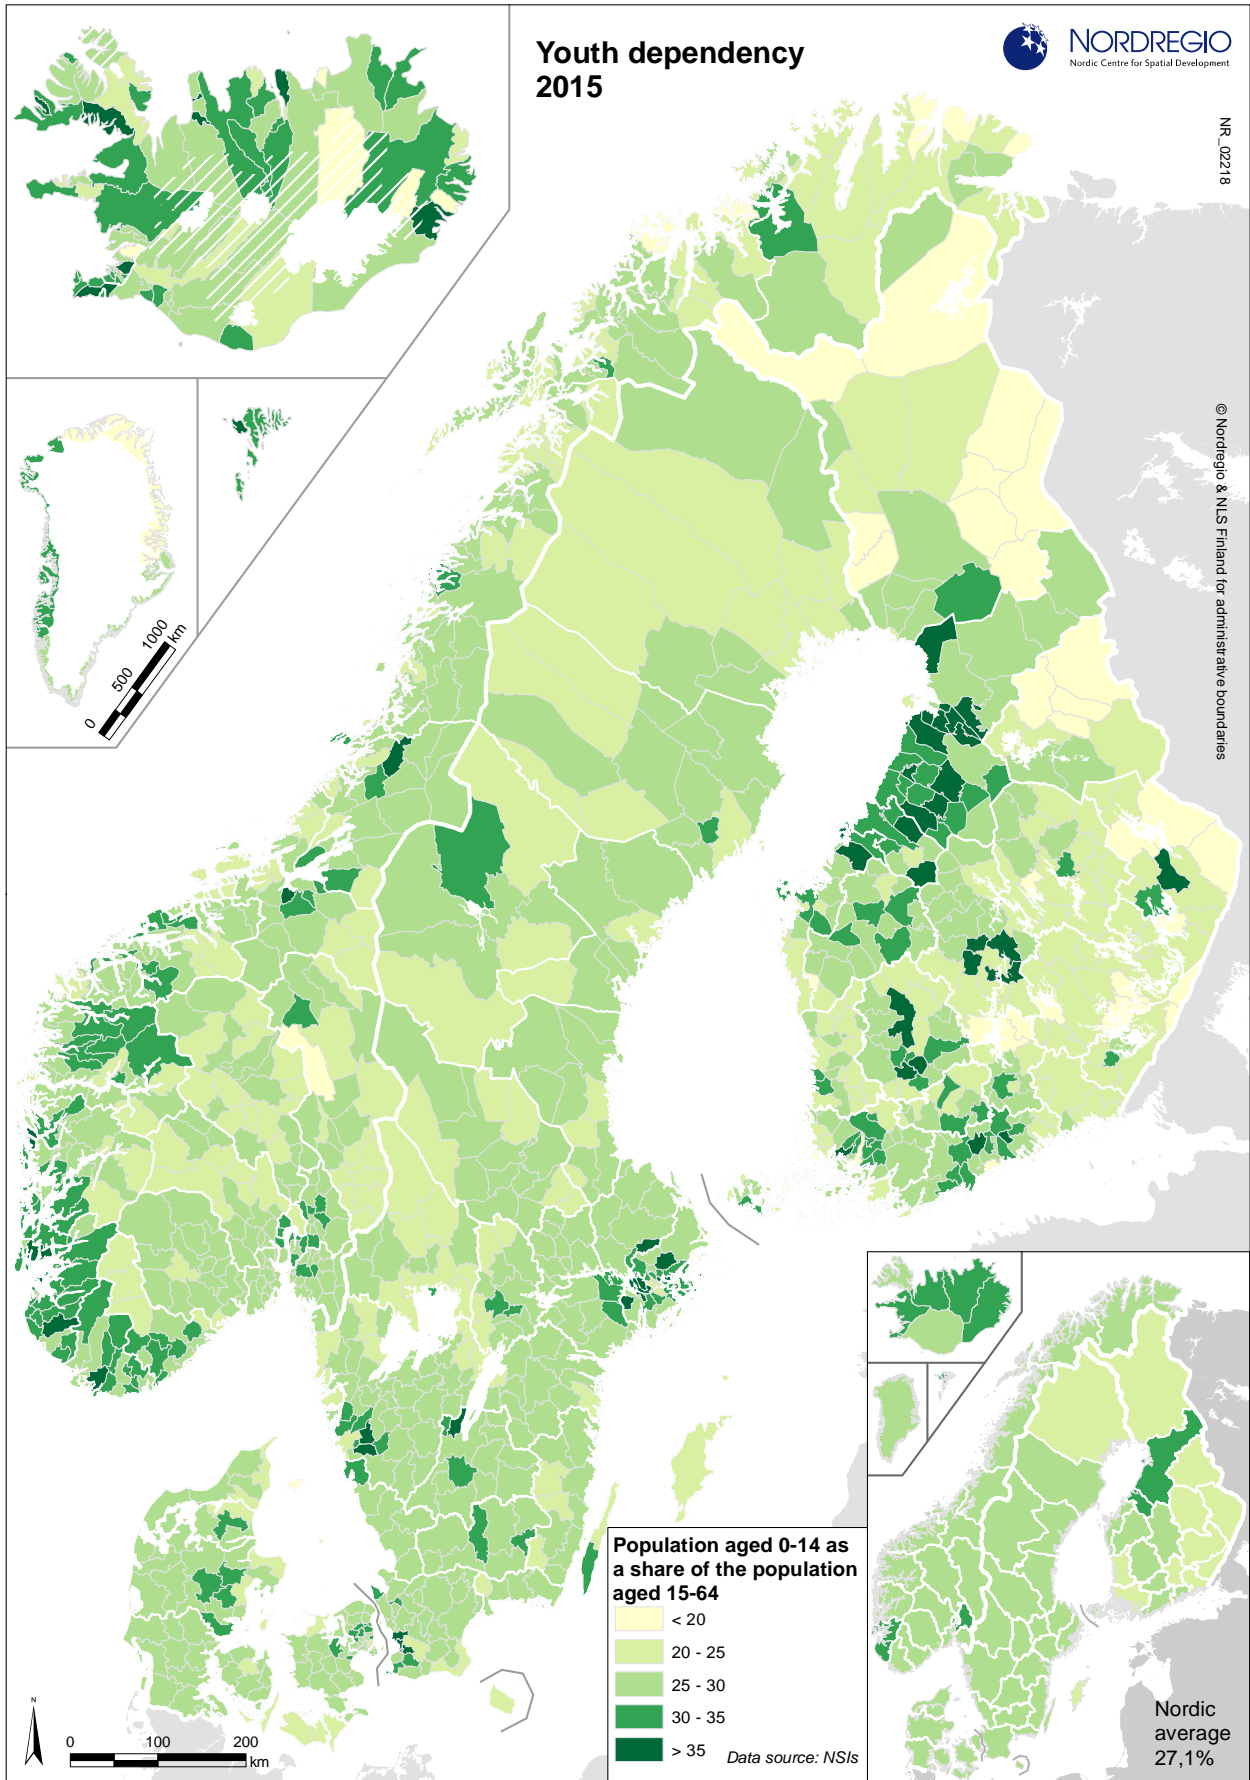 Youth dependency
2015
NORDREGIO
Nordic Centre for Spatial Development
NR_02218
© Nordregio & NLS Finland for administrative boundaries
0
500
1000
km
Population aged 0-14 as
a share of the population
aged 15-64
< 20
20 - 25
25 - 30
30 - 35
> 35
Data source: NSIs
N
0
100
200
km
Nordic
average
27,1%